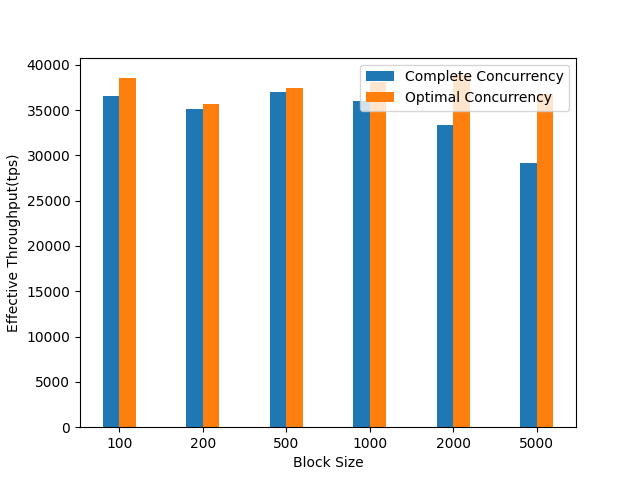 40000
35000
30000
25000
20000
15000
10000
5000
0
Effective Throughput(tps)
Complete Concurrency
Optimal Concurrency
100 200 500 1000 2000 5000
Block Size